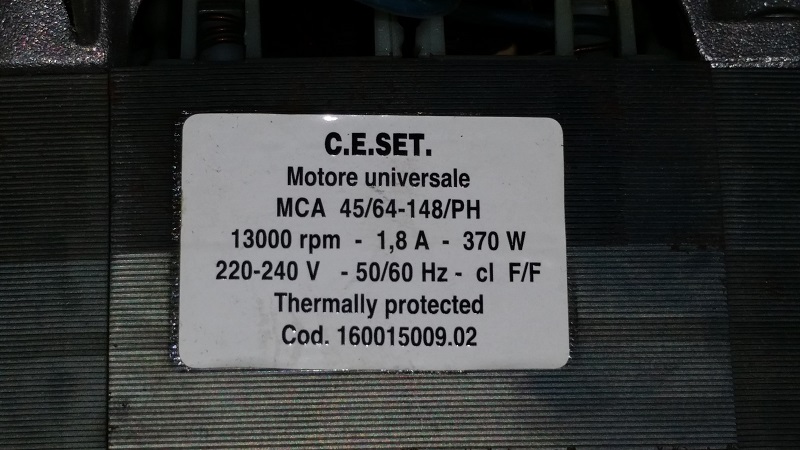 C.E.SET.
Motore universale
MCA 45/64-148/PH
13000 rpm - 1,8 A - 370 W
220-240 V - 50/60 Hz - cl F/F
Thermally protected
Cod. 160015009.02